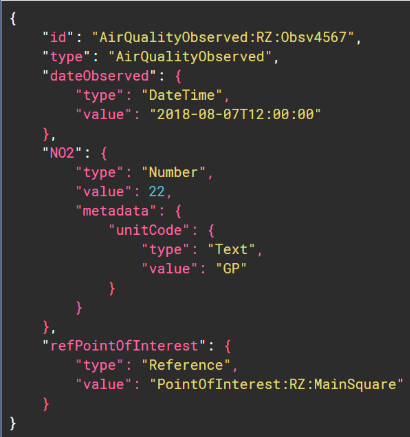 {
    "id": "AirQualityObserved:RZ:Obsv4567",
    "type": "AirQualityObserved",
    "dateObserved": {
        "type": "DateTime",
        "value": "2018-08-07T12:00:00"
    },
    "NO2": {
        "type": "Number",
        "value": 22,
        "metadata": {
            "unitCode": {
                "type": "Text",
                "value": "GP"
            }
        }
    },
    "refPointOfInterest": {
        "type": "Reference",
        "value": "PointOfInterest:RZ:MainSquare"
    }
}